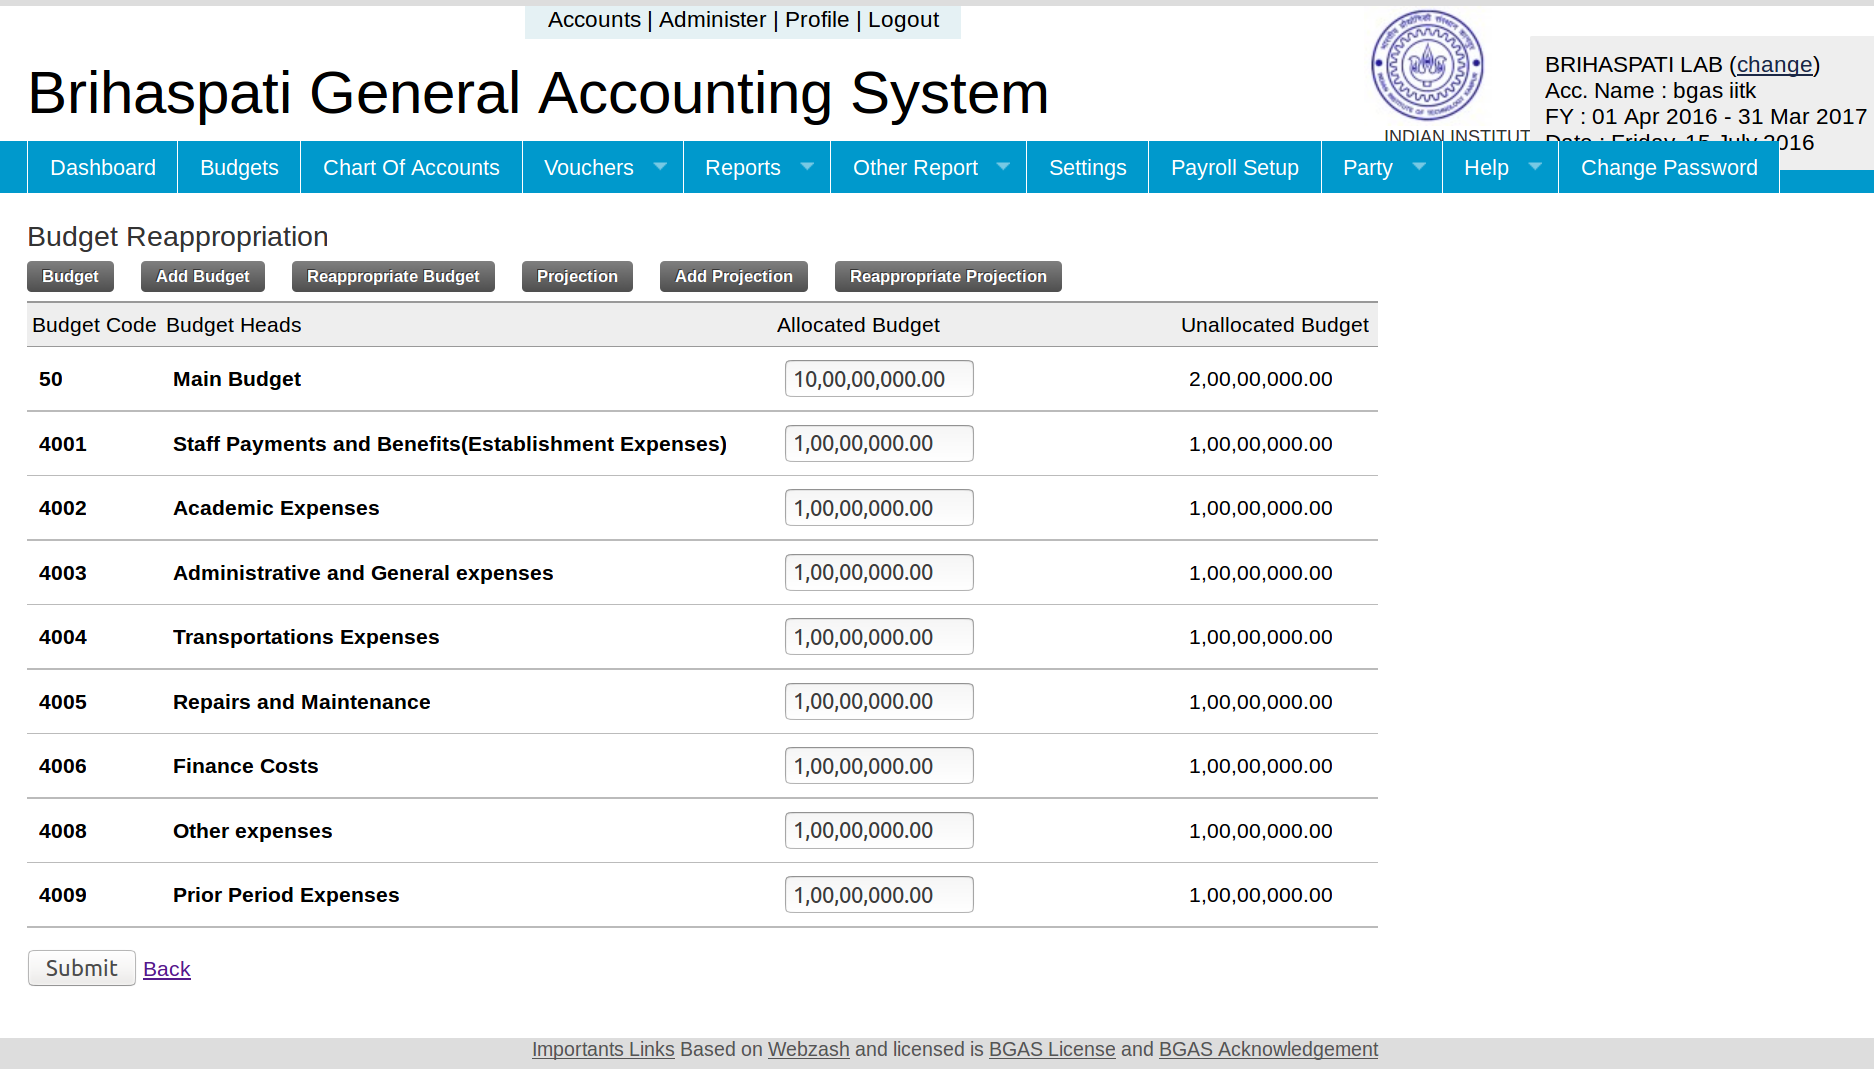 Accounts | Administer | Profile | Logout
Brihaspati General Accounting System
INDIAN INSTITUT
BRIHASPATI LAB (change)
Acc. Name : bgas iitk
FY : 01 Apr 2016 - 31 Mar 2017
Date : Friday, 15 July 2016
Dashboard Budgets Chart Of Accounts Vouchers Reports Other Report Settings Payroll Setup Party Help Change Password
Budget Reappropriation
Budget Add Budget Reappropriate Budget Projection Add Projection Reappropriate Projection
Budget Code Budget Heads Allocated Budget Unallocated Budget
50 Main Budget 10,00,00,000.00 2,00,00,000.00
4001 Staff Payments and Benefits(Establishment Expenses) 1,00,00,000.00 1,00,00,000.00
4002 Academic Expenses 1,00,00,000.00 1,00,00,000.00
4003 Administrative and General expenses 1,00,00,000.00 1,00,00,000.00
4004 Transportations Expenses 1,00,00,000.00 1,00,00,000.00
4005 Repairs and Maintenance 1,00,00,000.00 1,00,00,000.00
4006 Finance Costs 1,00,00,000.00 1,00,00,000.00
4008 Other expenses 1,00,00,000.00 1,00,00,000.00
4009 Prior Period Expenses 1,00,00,000.00 1,00,00,000.00
Submit Back
Importants Links Based on Webzash and licensed is BGAS License and BGAS Acknowledgement